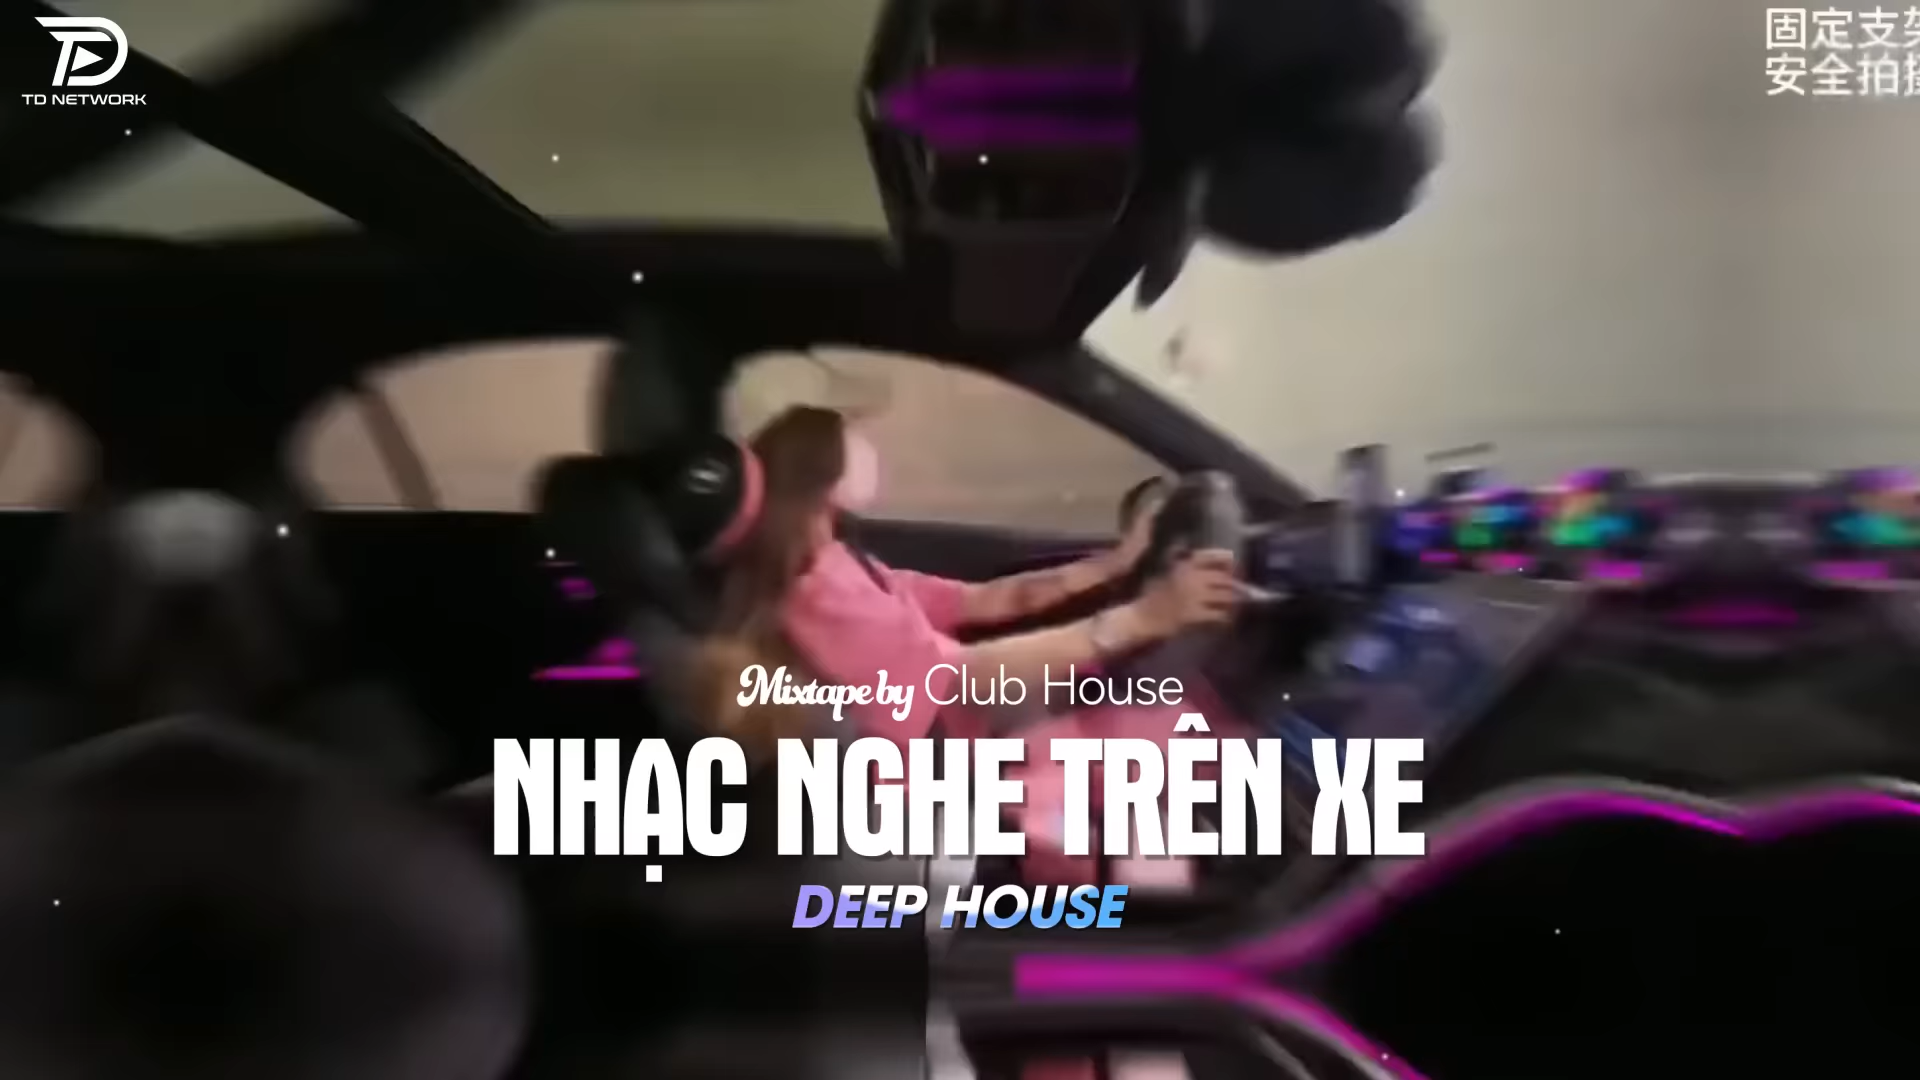 TD NETWORK
固定支架
安全拍摄
Mixtape by Club House
NHẠC NGHE TRÊN XE
DEEP HOUSE